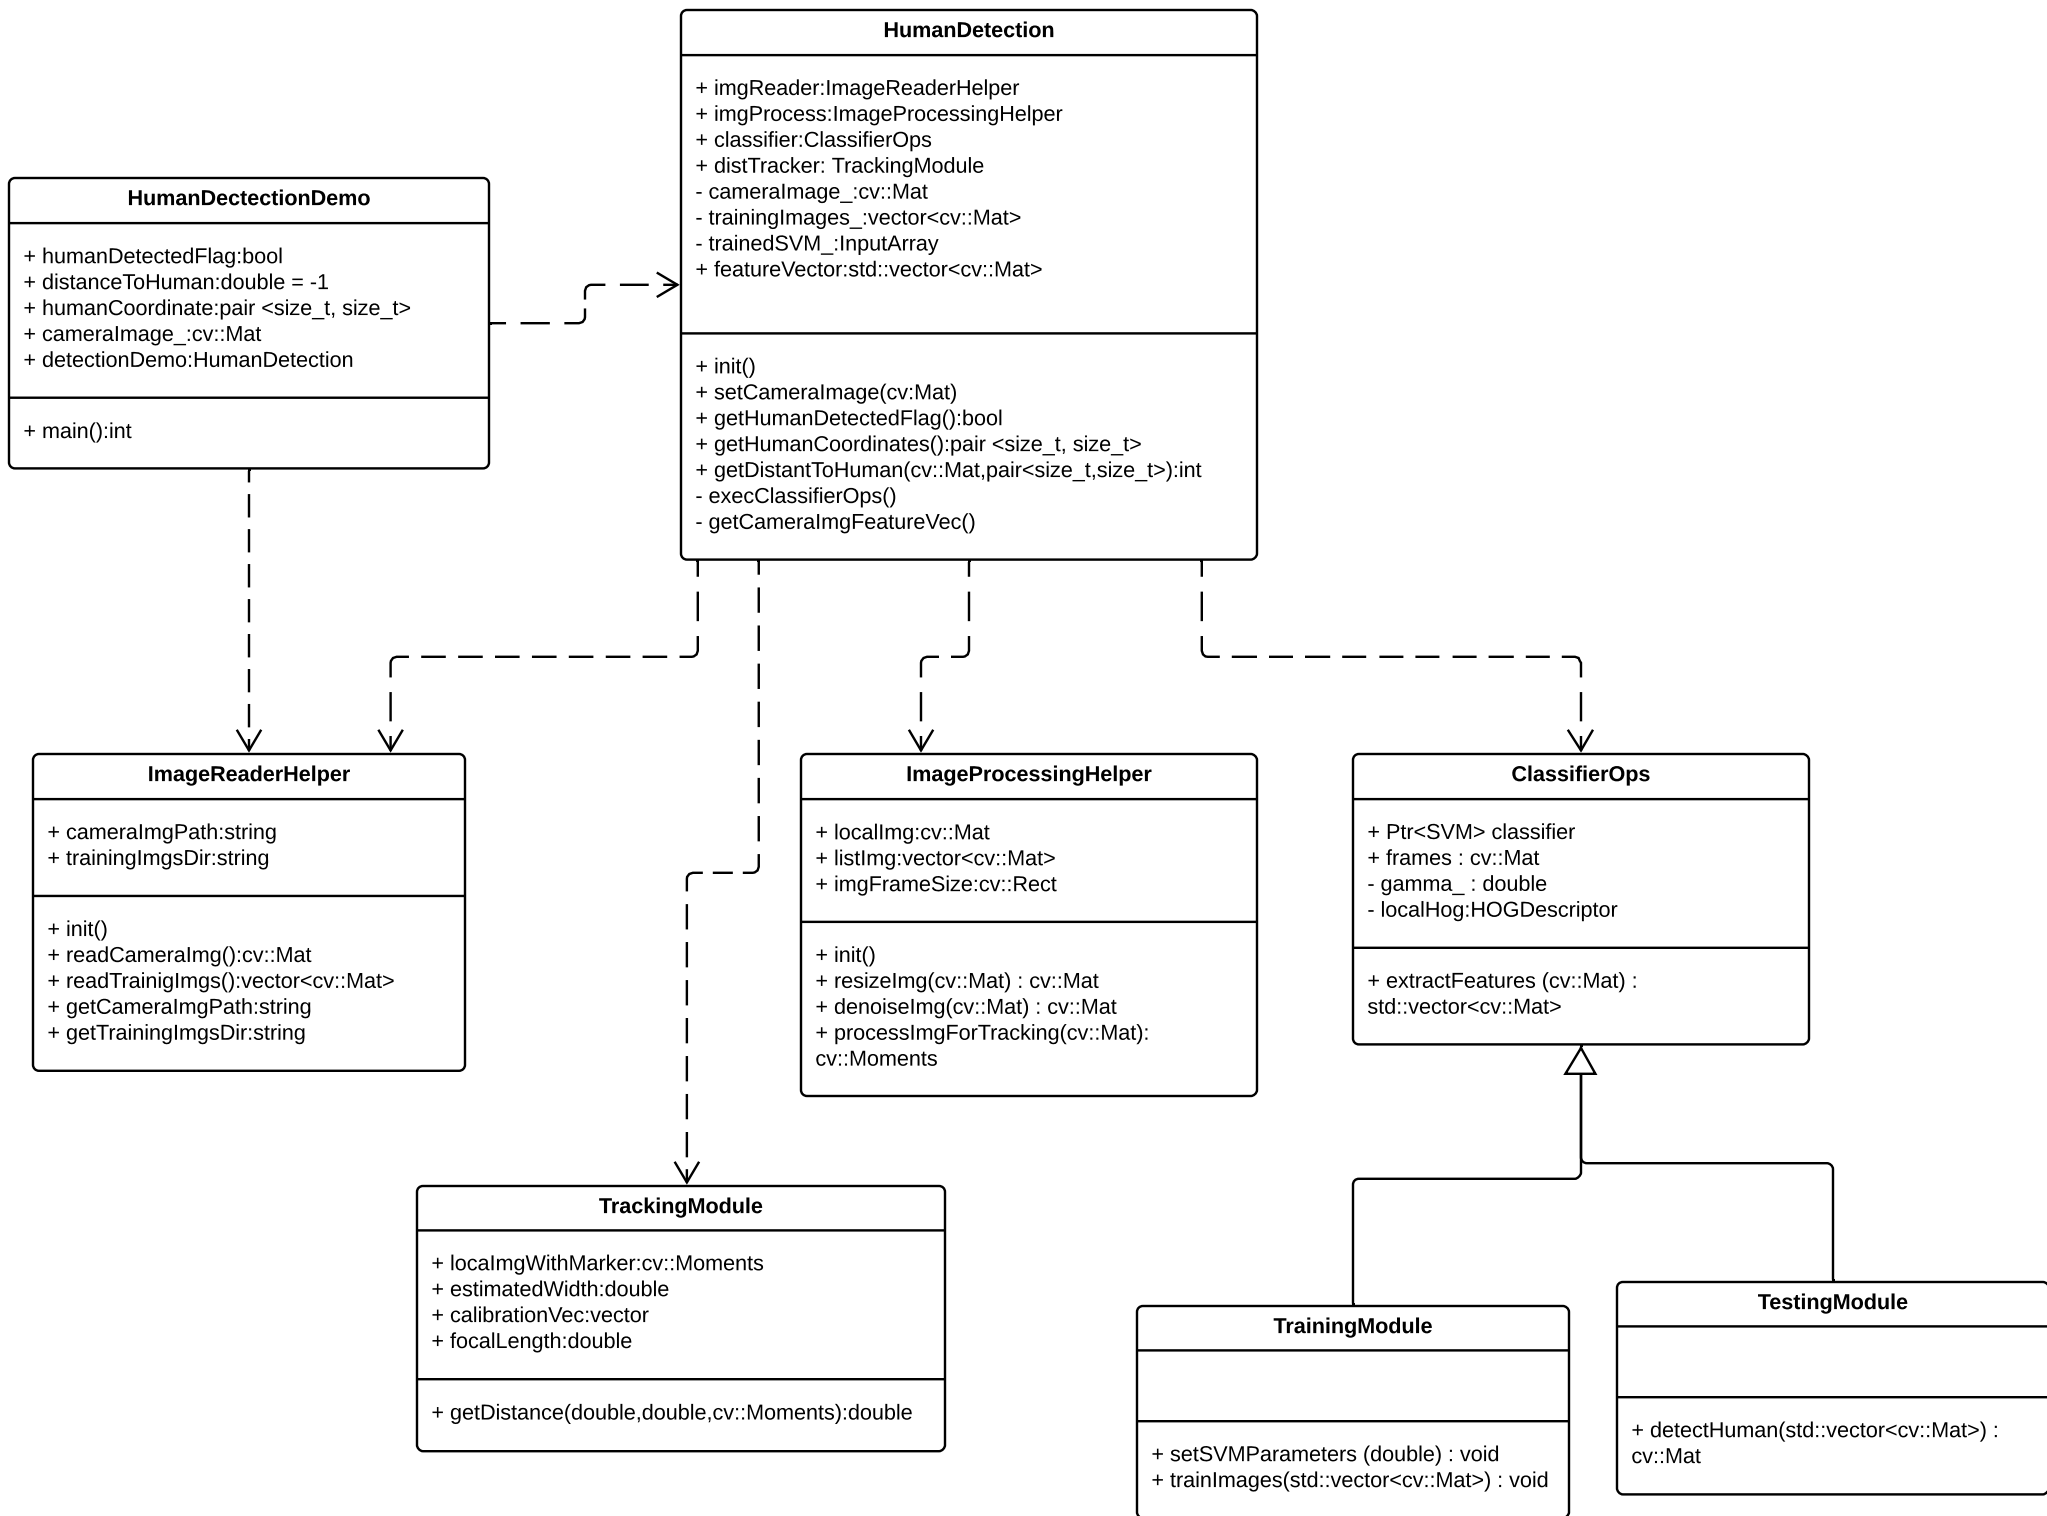 HumanDetection
+ imgReader:ImageReaderHelper
+ imgProcess:ImageProcessingHelper
+ classifier:ClassifierOps
+ distTracker: TrackingModule
- cameraImage_:cv::Mat
- trainingImages_:vector<cv::Mat>
- trainedSVM_:InputArray
+ featureVector:std::vector<cv::Mat>
+ init()
+ setCameraImage(cv:Mat)
+ getHumanDetectedFlag():bool
+ getHumanCoordinates():pair <size_t, size_t>
+ getDistantToHuman(cv::Mat,pair<size_t,size_t>):int
- execClassifierOps()
- getCameraImgFeatureVec()
HumanDectectionDemo
+ humanDetectedFlag:bool
+ distanceToHuman:double = -1
+ humanCoordinate:pair <size_t, size_t>
+ cameraImage_:cv::Mat
+ detectionDemo:HumanDetection
+ main():int
ImageReaderHelper
+ cameraImgPath:string
+ trainingImgsDir:string
+ init()
+ readCameraImg():cv::Mat
+ readTrainigImgs():vector<cv::Mat>
+ getCameraImgPath:string
+ getTrainingImgsDir:string
ImageProcessingHelper
+ localImg:cv::Mat
+ listImg:vector<cv::Mat>
+ imgFrameSize:cv::Rect
+ init()
+ resizeImg(cv::Mat) : cv::Mat
+ denoiseImg(cv::Mat) : cv::Mat
+ processImgForTracking(cv::Mat):
cv::Moments
ClassifierOps
+ Ptr<SVM> classifier
+ frames : cv::Mat
- gamma_ : double
- localHog:HOGDescriptor
+ extractFeatures (cv::Mat) :
std::vector<cv::Mat>
TrackingModule
+ locaImgWithMarker:cv::Moments
+ estimatedWidth:double
+ calibrationVec:vector
+ focalLength:double
+ getDistance(double,double,cv::Moments):double
TrainingModule
+ setSVMParameters (double) : void
+ trainImages(std::vector<cv::Mat>) : void
TestingModule
+ detectHuman(std::vector<cv::Mat>) :
cv::Mat